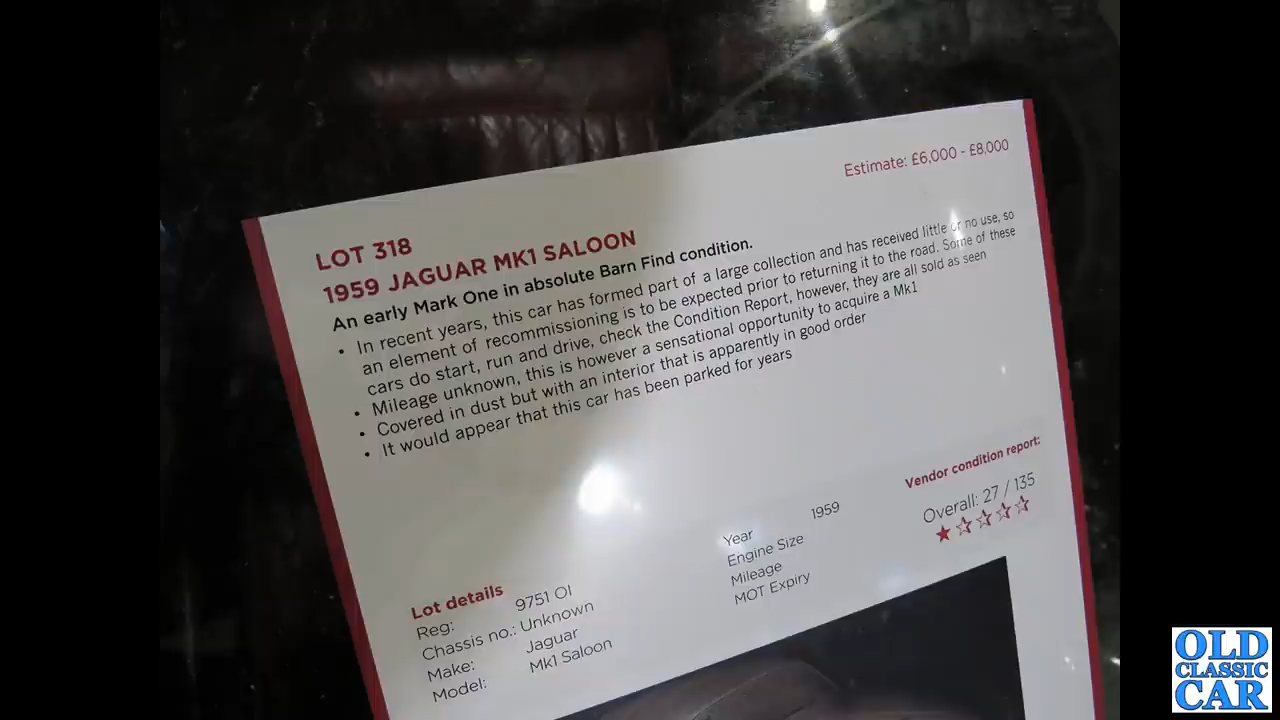 Estimate: £6,000 - £8,000
LOT 318
1959 JAGUAR MK1 SALOON
An early Mark One in absolute Barn Find condition.
• In recent years, this car has formed part of a large collection and has received little or no use, so
an element of recommissioning is to be expected prior to returning it to the road. Some of these
cars do start, run and drive, check the Condition Report, however, they are all sold as seen
• Mileage unknown, this is however a sensational opportunity to acquire a Mk1
• Covered in dust but with an interior that is apparently in good order
• It would appear that this car has been parked for years
Vendor condition report:
Overall: 27 / 135
Lot details
Reg: 9751 OI
Chassis no.: Unknown
Make: Jaguar
Model: Mk1 Saloon
Year 1959
Engine Size
Mileage
MOT Expiry
OLD
CLASSIC
CAR